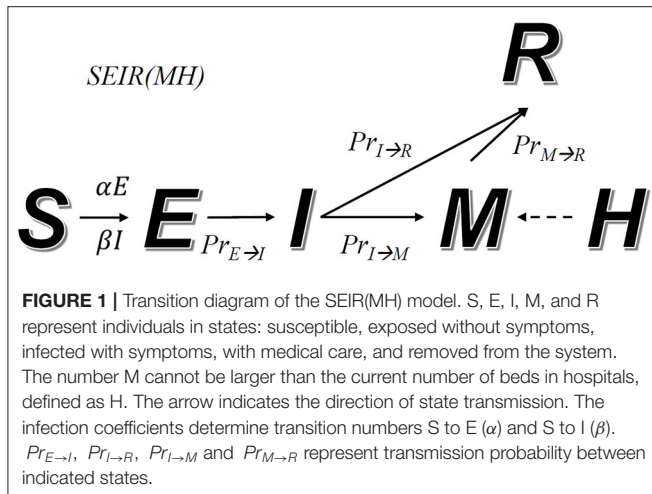 R
SEIR(MH)
Pr_{I→R} Pr_{M→R}
αE
S E I M H
βI Pr_{E→I} Pr_{I→M}
FIGURE 1 | Transition diagram of the SEIR(MH) model. S, E, I, M, and R
represent individuals in states: susceptible, exposed without symptoms,
infected with symptoms, with medical care, and removed from the system.
The number M cannot be larger than the current number of beds in hospitals,
defined as H. The arrow indicates the direction of state transmission. The
infection coefficients determine transition numbers S to E (α) and S to I (β).
Pr_{E→I}, Pr_{I→R}, Pr_{I→M} and Pr_{M→R} represent transmission probability between
indicated states.